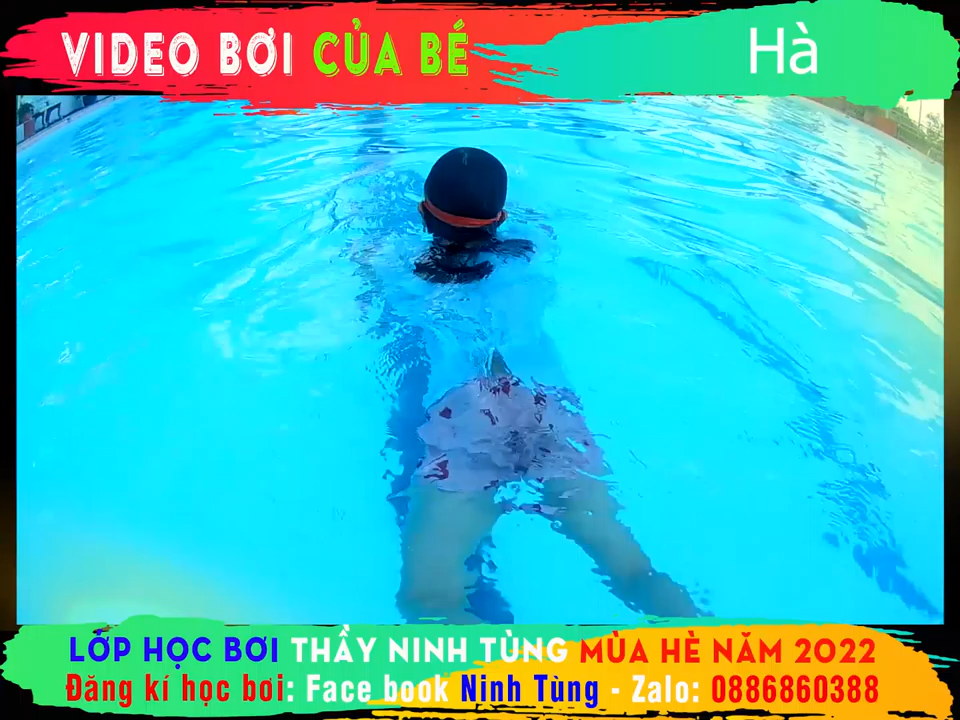 VIDEO BƠI CỦA BÉ
Hà
LỚP HỌC BƠI THẦY NINH TÙNG MÙA HÈ NĂM 2022
Đăng kí học bơi: Face book Ninh Tùng - Zalo: 0886860388